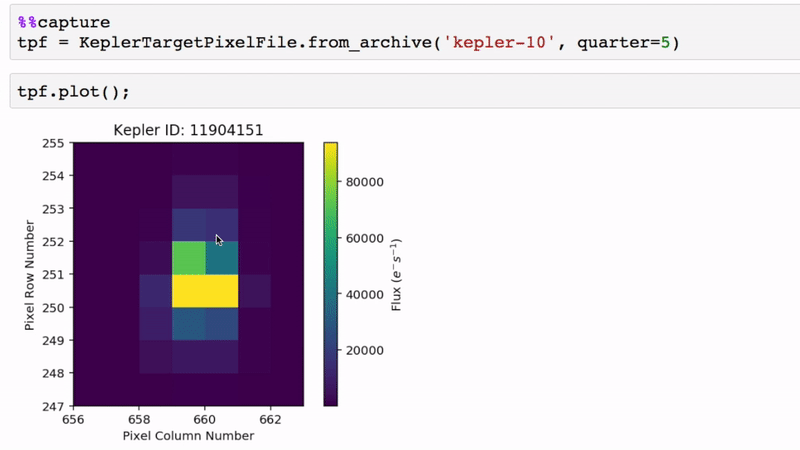 %%capture
tpf = KeplerTargetPixelFile.from_archive('kepler-10', quarter=5)
tpf.plot();
Kepler ID: 11904151
255
254
253
252
251
250
249
248
247
656
658
660
662
Pixel Row Number
Pixel Column Number
80000
60000
40000
20000
Flux (e⁻s⁻¹)